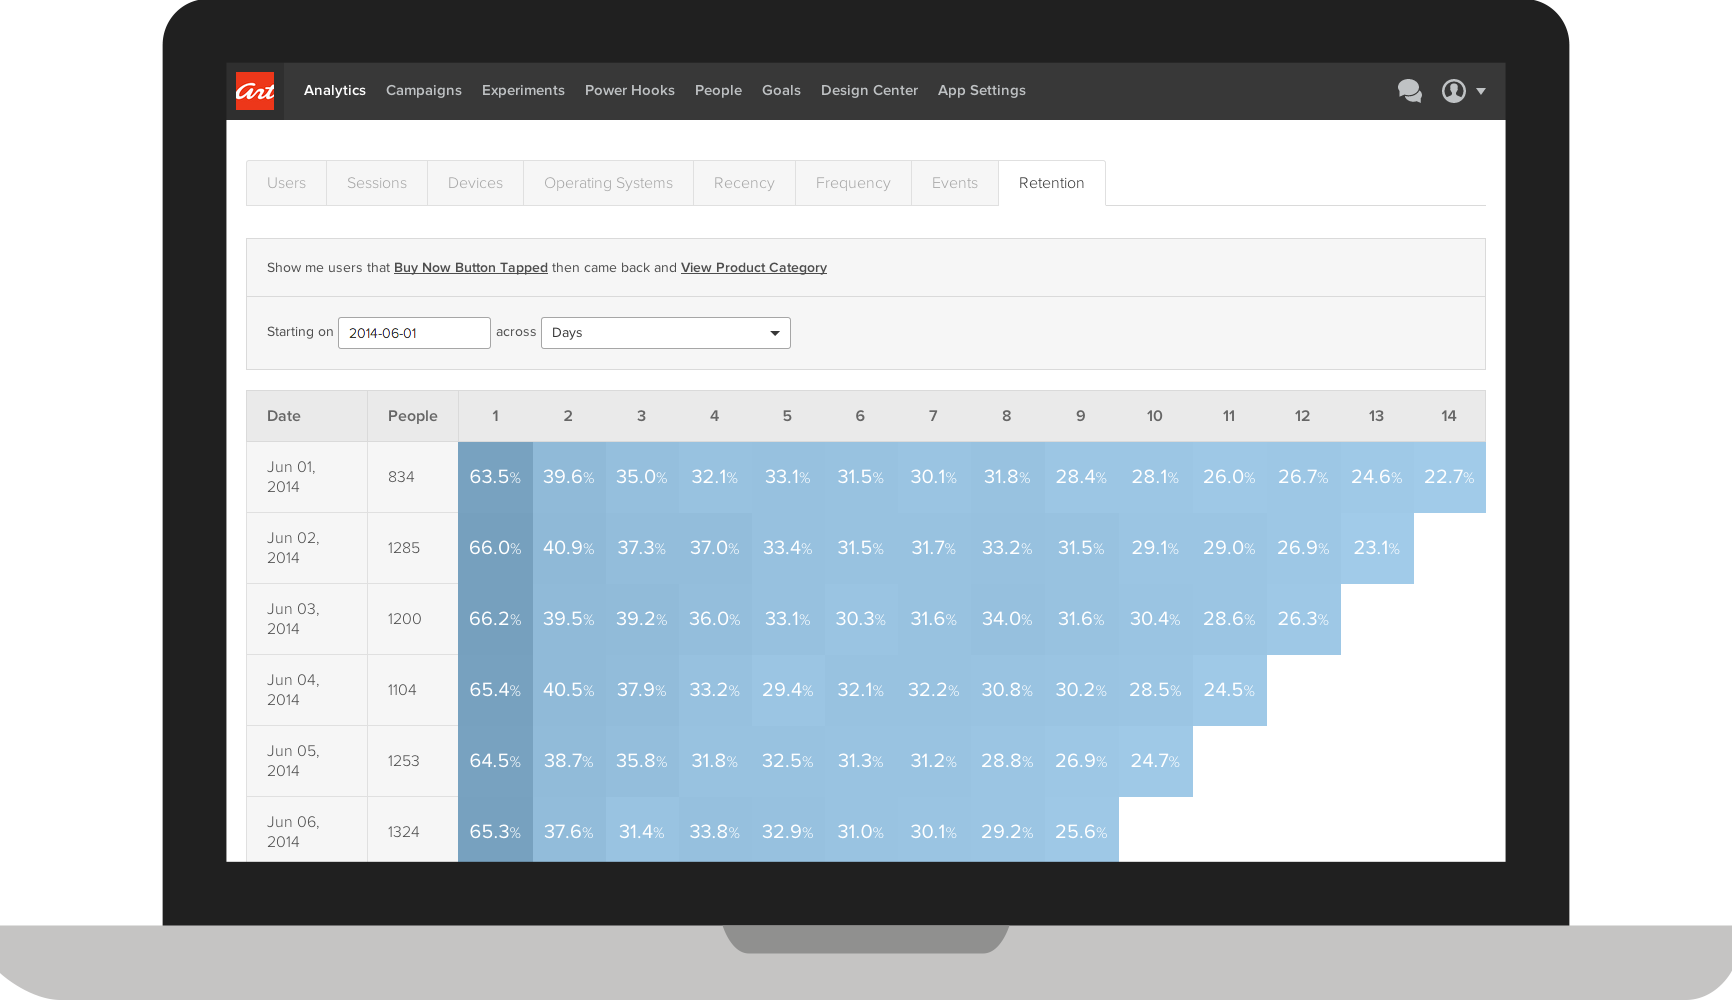 art
Analytics Campaigns Experiments Power Hooks People Goals Design Center App Settings
Users Sessions Devices Operating Systems Recency Frequency Events Retention
Show me users that Buy Now Button Tapped then came back and View Product Category
Starting on 2014-06-01 across Days
Date People 1 2 3 4 5 6 7 8 9 10 11 12 13 14
Jun 01,
2014 834 63.5% 39.6% 35.0% 32.1% 33.1% 31.5% 30.1% 31.8% 28.4% 28.1% 26.0% 26.7% 24.6% 22.7%
Jun 02,
2014 1285 66.0% 40.9% 37.3% 37.0% 33.4% 31.5% 31.7% 33.2% 31.5% 29.1% 29.0% 26.9% 23.1%
Jun 03,
2014 1200 66.2% 39.5% 39.2% 36.0% 33.1% 30.3% 31.6% 34.0% 31.6% 30.4% 28.6% 26.3%
Jun 04,
2014 1104 65.4% 40.5% 37.9% 33.2% 29.4% 32.1% 32.2% 30.8% 30.2% 28.5% 24.5%
Jun 05,
2014 1253 64.5% 38.7% 35.8% 31.8% 32.5% 31.3% 31.2% 28.8% 26.9% 24.7%
Jun 06,
2014 1324 65.3% 37.6% 31.4% 33.8% 32.9% 31.0% 30.1% 29.2% 25.6%